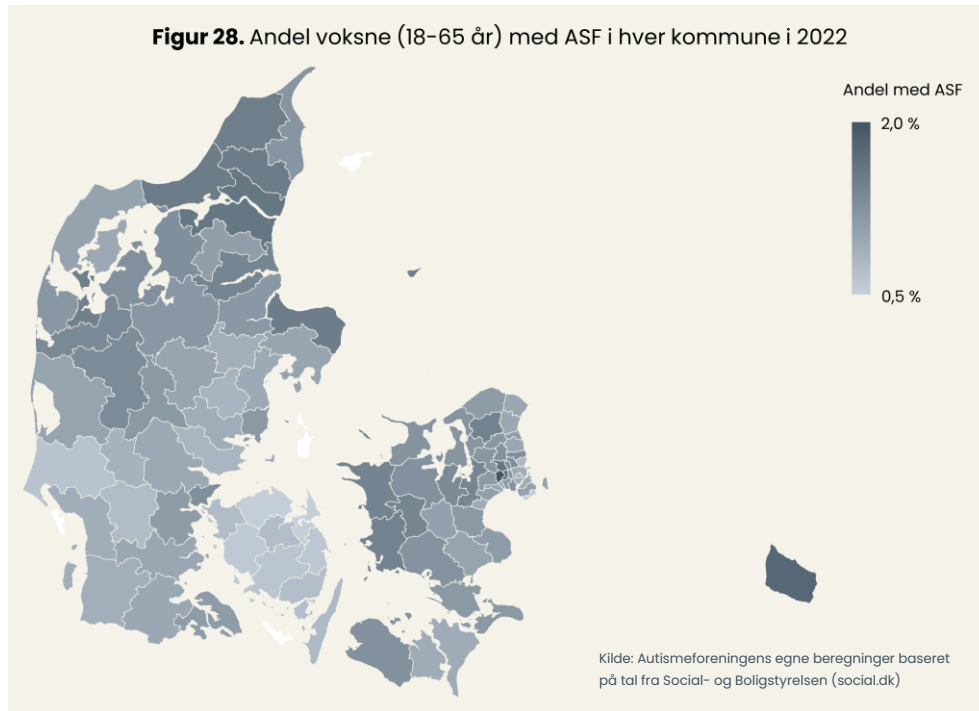 Figur 28. Andel voksne (18-65 år) med ASF i hver kommune i 2022
Andel med ASF
2,0 %
0,5 %
Kilde: Autismeforeningens egne beregninger baseret
på tal fra Social- og Boligstyrelsen (social.dk)